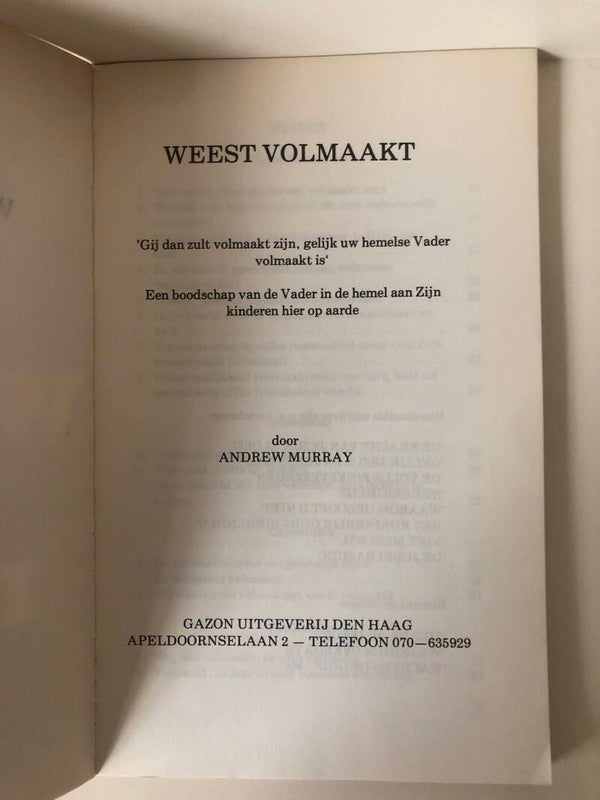 WEEST VOLMAAKT
'Gij dan zult volmaakt zijn, gelijk uw hemelse Vader
volmaakt is'
Een boodschap van de Vader in de hemel aan Zijn
kinderen hier op aarde
door
ANDREW MURRAY
GAZON UITGEVERIJ DEN HAAG
APELDOORNSELAAN 2 — TELEFOON 070—635929